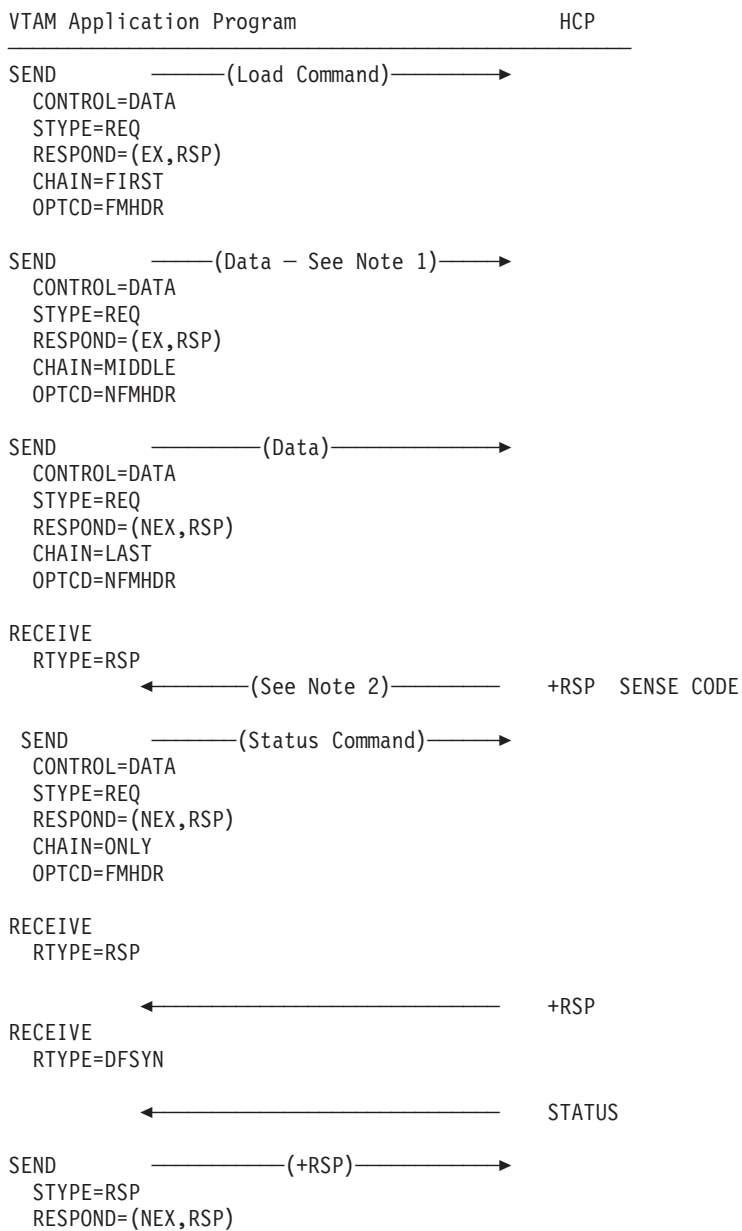 VTAM Application Program HCP
SEND (Load Command)
CONTROL=DATA
STYPE=REQ
RESPOND=(EX,RSP)
CHAIN=FIRST
OPTCD=FMHDR
SEND (Data — See Note 1)
CONTROL=DATA
STYPE=REQ
RESPOND=(EX,RSP)
CHAIN=MIDDLE
OPTCD=NFMHDR
SEND (Data)
CONTROL=DATA
STYPE=REQ
RESPOND=(NEX,RSP)
CHAIN=LAST
OPTCD=NFMHDR
RECEIVE
RTYPE=RSP
(See Note 2) +RSP SENSE CODE
SEND (Status Command)
CONTROL=DATA
STYPE=REQ
RESPOND=(NEX,RSP)
CHAIN=ONLY
OPTCD=FMHDR
RECEIVE
RTYPE=RSP
+RSP
RECEIVE
RTYPE=DFSYN
STATUS
SEND (+RSP)
STYPE=RSP
RESPOND=(NEX,RSP)